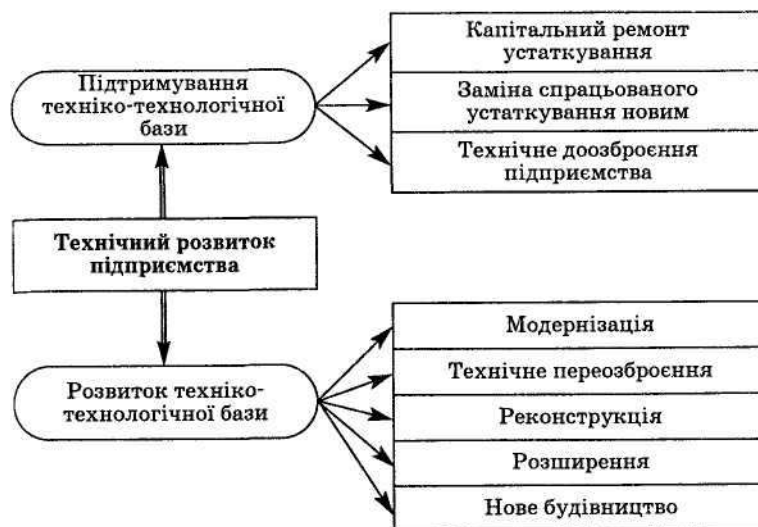 Підтримування
техніко-технологічної
бази
Капітальний ремонт
устаткування
Заміна спрацьованого
устаткування новим
Технічне доозброєння
підприємства
Технічний розвиток
підприємства
Розвиток техніко-
технологічної бази
Модернізація
Технічне переозброєння
Реконструкція
Розширення
Нове будівництво